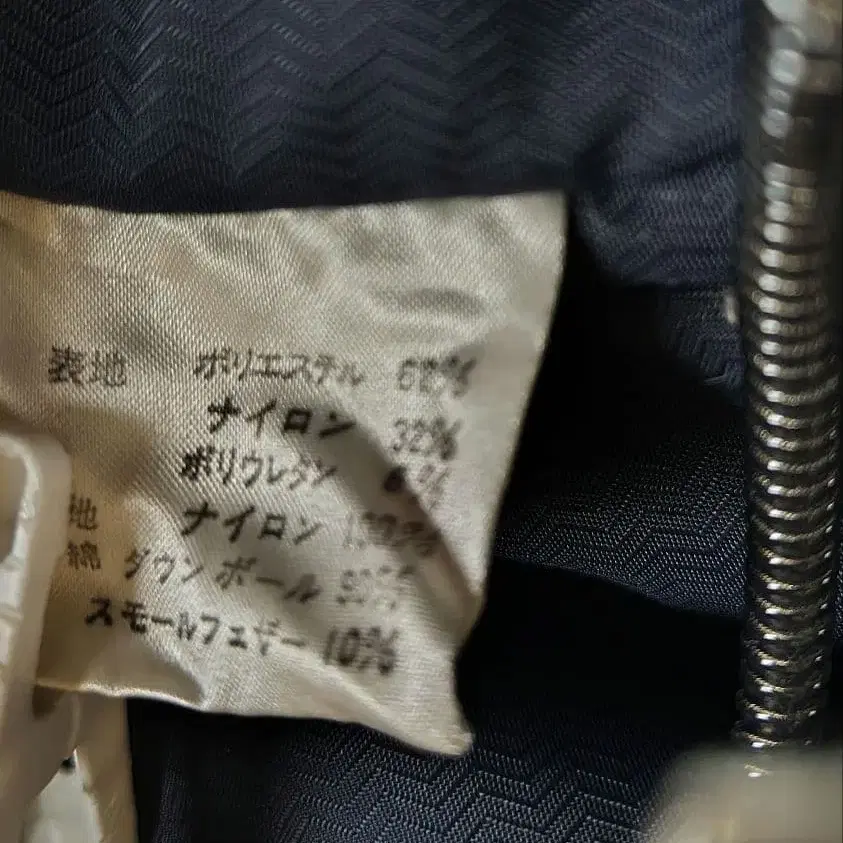 表地 ポリエステル 62%
ナイロン 32%
ポリウレタン 6%
地 ナイロン 100%
綿 ダウンボール 90%
スモールフェザー 10%